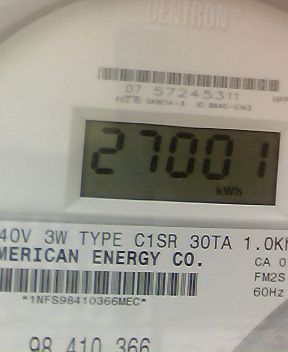 CENTRON®
07 57245311
27001
kWh
40V 3W TYPE C1SR 30TA 1.0Kh
MERICAN ENERGY CO.
CA 0
FM2S
60Hz
*1NFS98410366MEC*
98 410 366